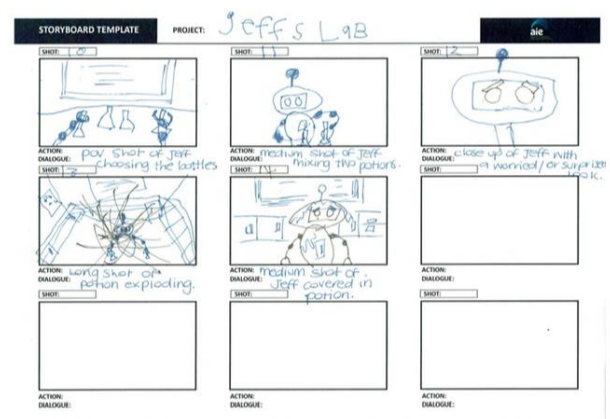 STORYBOARD TEMPLATE
PROJECT: Jeffs LaB
aie
SHOT: 10
SHOT: 11
SHOT: 12
ACTION: pov shot of Jeff
DIALOGUE: choosing the bottles
ACTION: medium shot of Jeff
DIALOGUE: mixing two potions.
ACTION: close up of Jeff with
DIALOGUE: a worried/or surprised
look.
SHOT: 13
SHOT: 14
SHOT:
ACTION: Long shot of
DIALOGUE: potion exploding.
ACTION: medium shot of.
DIALOGUE: Jeff covered in
potion.
ACTION:
DIALOGUE:
SHOT:
SHOT:
SHOT:
ACTION:
DIALOGUE:
ACTION:
DIALOGUE:
ACTION:
DIALOGUE: